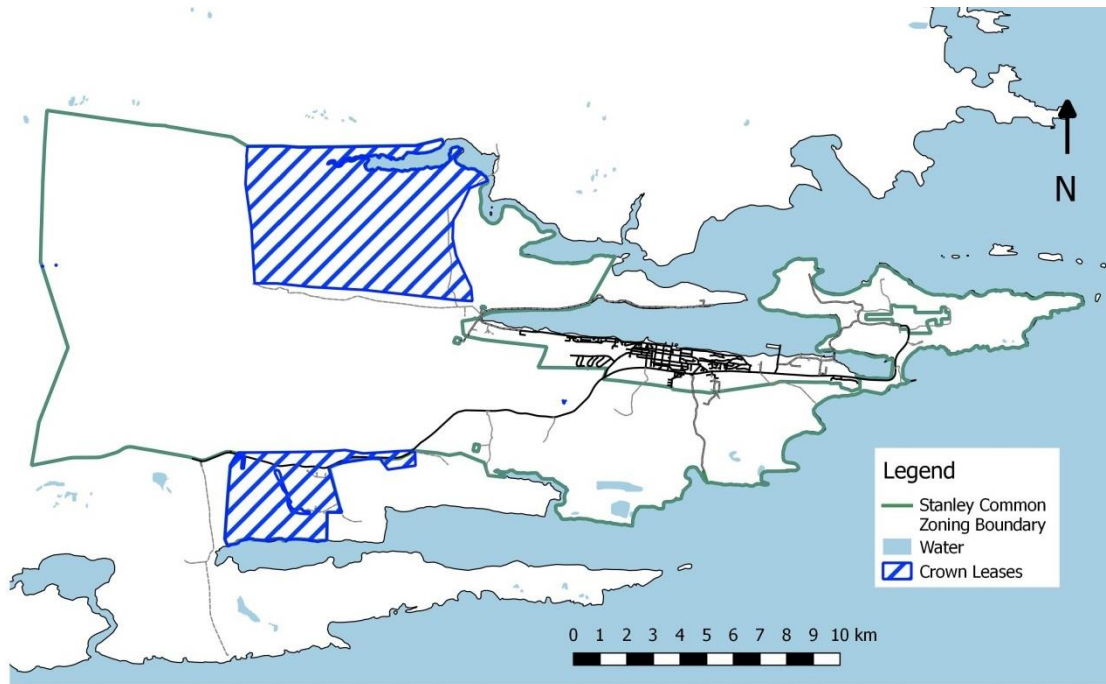 N
Legend
Stanley Common
Zoning Boundary
Water
Crown Leases
0 1 2 3 4 5 6 7 8 9 10 km